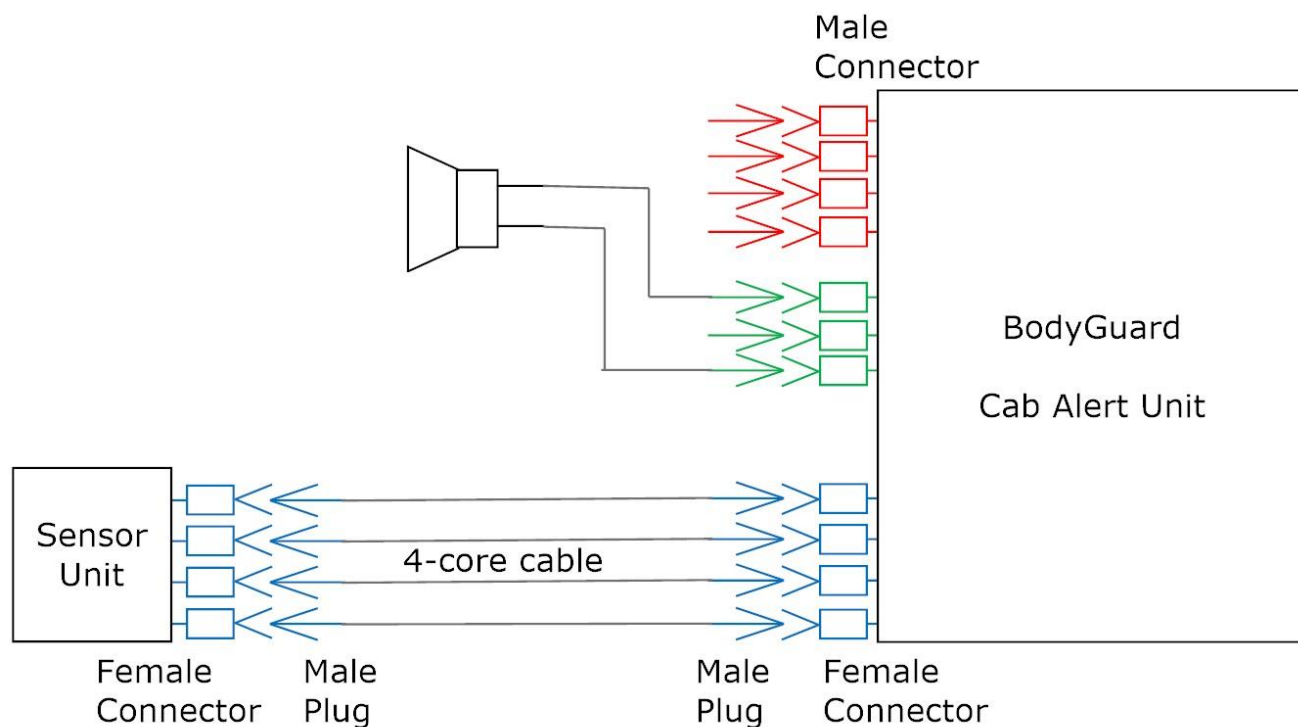 Male
Connector
BodyGuard
Cab Alert Unit
Sensor
Unit
4-core cable
Female
Connector
Male
Plug
Male
Plug
Female
Connector